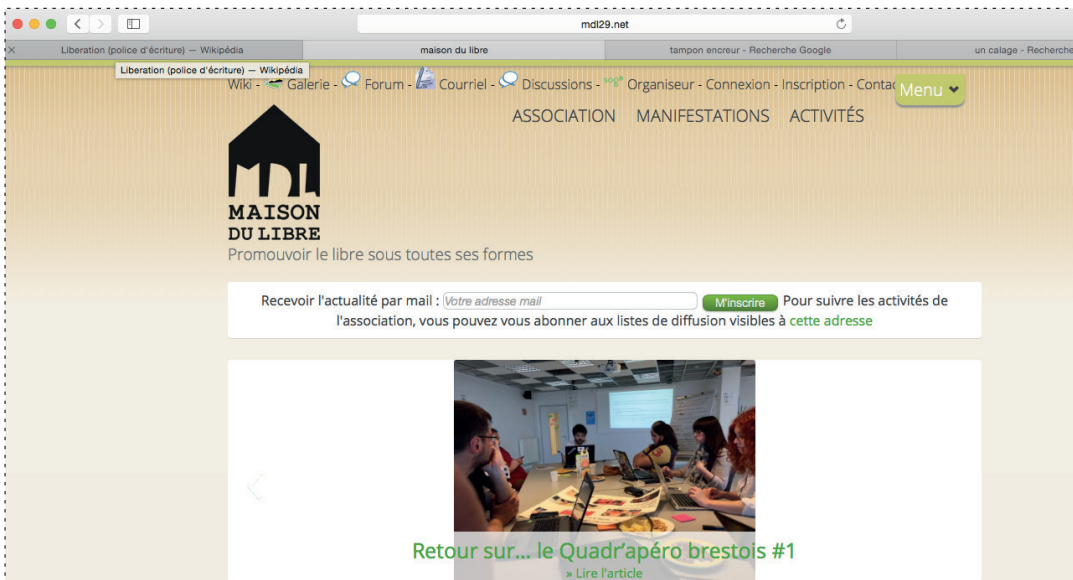 mdl29.net
Liberation (police d'écriture) — Wikipédia
maison du libre
tampon encreur - Recherche Google
un calage - Recherche
Liberation (police d'écriture) — Wikipédia
Wiki - Galerie - Forum - Courriel - Discussions - sogo Organiseur - Connexion - Inscription - Contac
Menu
ASSOCIATION MANIFESTATIONS ACTIVITÉS
MDL
MAISON
DU LIBRE
Promouvoir le libre sous toutes ses formes
Recevoir l'actualité par mail : Votre adresse mail M'inscrire Pour suivre les activités de
l'association, vous pouvez vous abonner aux listes de diffusion visibles à cette adresse
Retour sur... le Quadr'apéro brestois #1
» Lire l'article